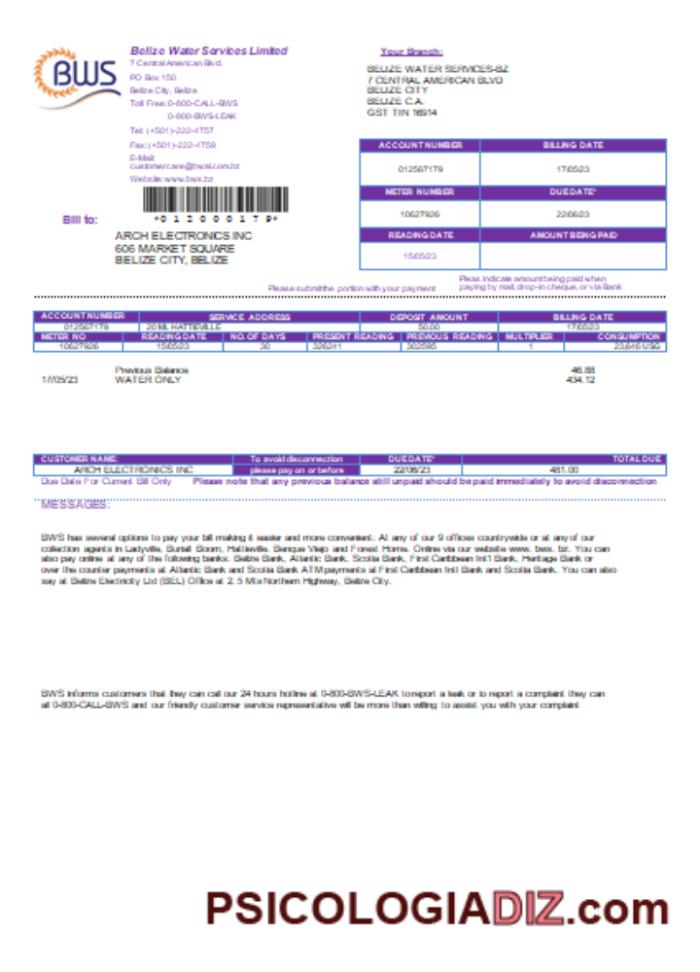 BWS
Belize Water Services Limited
7 Central American Blvd.
PO Box 150
Belize City, Belize
Toll Free:0-800-CALL-BWS
0-800-BWS-LEAK
Tel: (+501)-222-4757
Fax: (+501)-222-4759
E-Mail:
customercare@bwsl.com.bz
Website: www.bws.bz
Your Branch:
BELIZE WATER SERVICES-BZ
7 CENTRAL AMERICAN BLVD
BELIZE CITY
BELIZE C.A.
GST TIN 16914
ACCOUNT NUMBER BILLING DATE
012567179 17/05/23
METER NUMBER DUE DATE*
10627926 22/06/23
READING DATE AMOUNT BEING PAID
15/05/23
*012000179*
Bill to:
ARCH ELECTRONICS INC
606 MARKET SQUARE
BELIZE CITY, BELIZE
Please submit the portion with your payment
Pleas indicate amount being paid when
paying by mail, drop-in cheque, or via Bank
ACCOUNT NUMBER SERVICE ADDRESS DEPOSIT AMOUNT BILLING DATE
012567179 20 ML HATTIEVILLE 50.00 17/05/23
METER NO READING DATE NO. OF DAYS PRESENT READING PREVIOUS READING MULTIPLIER CONSUMPTION
10627926 15/05/23 30 326241 302595 1 23,646 USG
Previous Balance 46.88
17/05/23 WATER ONLY 434.12
CUSTOMER NAME: To avoid disconnection DUE DATE* TOTAL DUE
ARCH ELECTRONICS INC please pay on or before 22/06/23 481.00
Due Date For Current Bill Only Please note that any previous balance still unpaid should be paid immediately to avoid disconnection
MESSAGES:
BWS has several options to pay your bill making it easier and more convenient. At any of our 9 offices countrywide or at any of our
collection agents in Ladyville, Burrell Boom, Hattieville. Benque Viejo and Forest Home. Online via our website www. bws. bz. You can
also pay online at any of the following banks: Belize Bank, Atlantic Bank, Scotia Bank, First Caribbean Int'l Bank, Heritage Bank or
over the counter payments at Atlantic Bank and Scotia Bank ATM payments at First Caribbean Intl Bank and Scotia Bank. You can also
say at Belize Electricity Ltd (BEL) Office at 2.5 Mls Northern Highway, Belize City.
BWS informs customers that they can call our 24 hours hotline at 0-800-BWS-LEAK to report a leak or to report a complaint they can
all 0-800-CALL-BWS and our friendly customer service representative will be more than willing to assist you with your complaint
PSICOLOGIADIZ.com